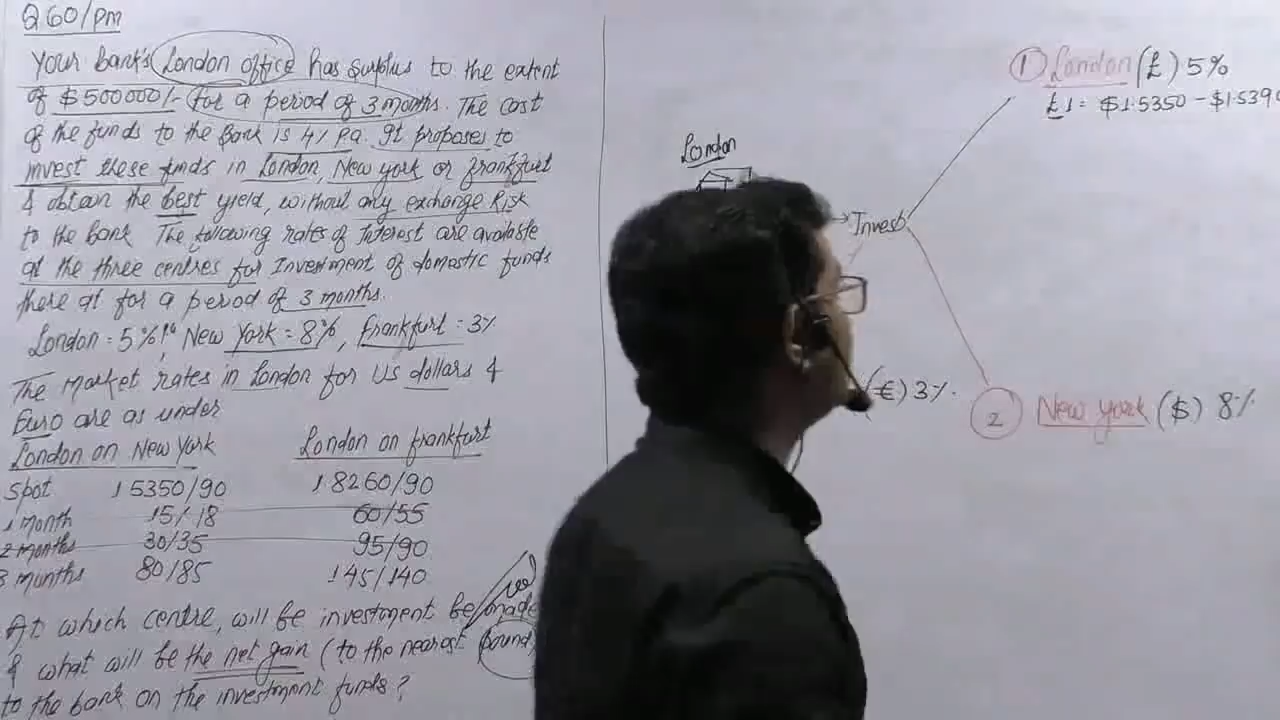 Q 60/pm
Your bank's London office has surplus to the extent
of $ 500000/- for a period of 3 months. The cost
of the funds to the bank is 4% pa. It proposes to
invest these funds in London, New York or frankfurt
& obtain the best yield, without any exchange Risk
to the bank The following rates of Interest are available
at the three centres for Investment of domestic funds
there at for a period of 3 months.
London = 5% Pa New York = 8%, frankfurt = 3%
The market rates in London for US dollars &
Euro are as under
London on New York London on frankfurt
Spot 1 5350/90 1.8260/90
1 month 15/18 60/55
2 months 30/35 95/90
3 months 80/85 145/140
At which centre, will be investment be made
& what will be the net gain (to the nearest pound)
to the bank on the investment funds?
London
Invest
① London (£) 5%
£1 = $1.5350 - $1.5390
(€) 3%
② New york ($) 8%